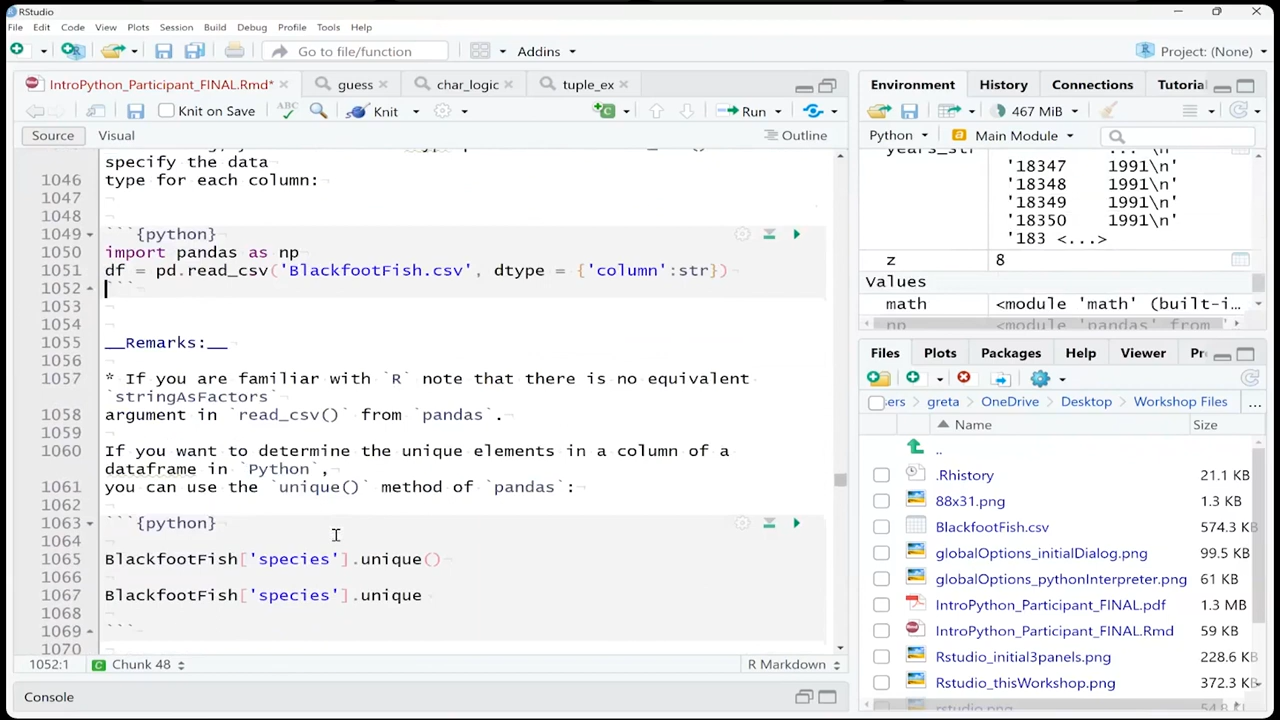 RStudio
File Edit Code View Plots Session Build Debug Profile Tools Help
Go to file/function Addins Project: (None)
IntroPython_Participant_FINAL.Rmd* guess char_logic tuple_ex
Knit on Save ABC Knit Run
Source Visual Outline
specify the data
1046 type for each column:
1047
1048
1049 ```{python}
1050 import pandas as np
1051 df = pd.read_csv('BlackfootFish.csv', dtype = {'column':str})
1052 ```
1053
1054
1055 __Remarks:__
1056
1057 * If you are familiar with `R` note that there is no equivalent
`stringAsFactors`
1058 argument in `read_csv()` from `pandas`.
1059
1060 If you want to determine the unique elements in a column of a
dataframe in `Python`,
1061 you can use the `unique()` method of `pandas`:
1062
1063 ```{python}
1064
1065 BlackfootFish['species'].unique()
1066
1067 BlackfootFish['species'].unique
1068
1069 ```
1070
1052:1 Chunk 48 R Markdown
Console
Environment History Connections Tutorial
467 MiB
Python Main Module
years_str ... \n'
'18347 1991\n'
'18348 1991\n'
'18349 1991\n'
'18350 1991\n'
'183 <...>
z 8
Values
math <module 'math' (built-i…
np <module 'pandas' from
Files Plots Packages Help Viewer Pr
ers greta OneDrive Desktop Workshop Files ...
Name Size
..
.Rhistory 21.1 KB
88x31.png 1.3 KB
BlackfootFish.csv 574.3 KB
globalOptions_initialDialog.png 99.5 KB
globalOptions_pythonInterpreter.png 61 KB
IntroPython_Participant_FINAL.pdf 1.3 MB
IntroPython_Participant_FINAL.Rmd 59 KB
Rstudio_initial3panels.png 228.6 KB
Rstudio_thisWorkshop.png 372.3 KB
rstudio.png 54.8 KB